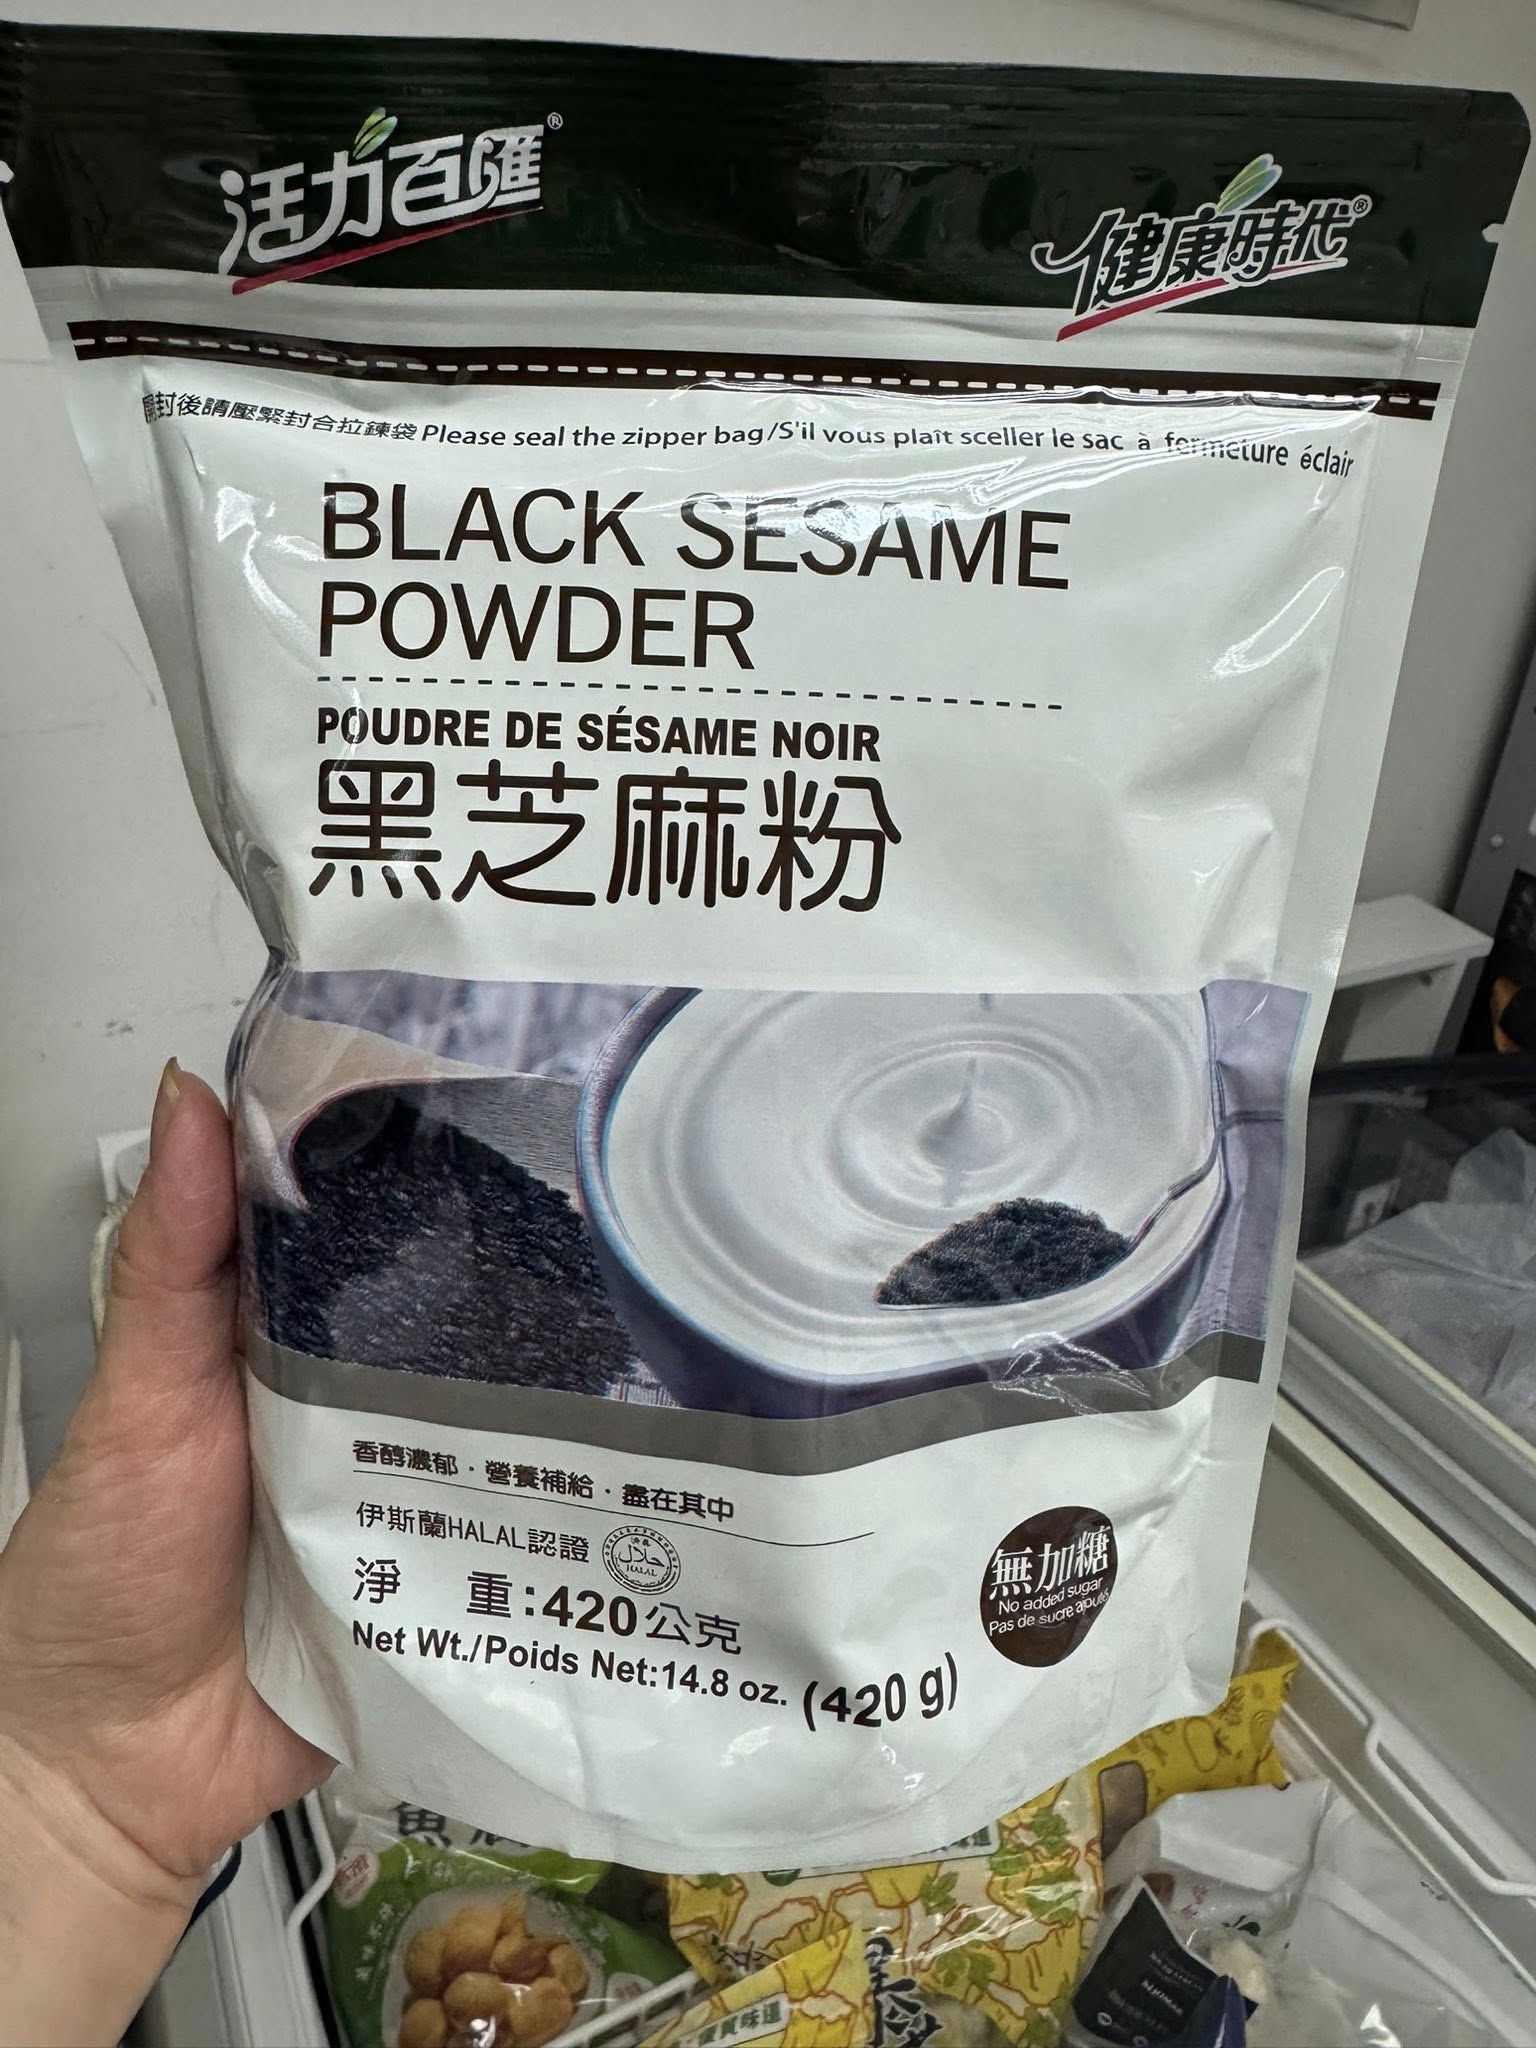 活力百匯®
健康時代®
開封後請壓緊封合拉鍊袋 Please seal the zipper bag/S'il vous plaît sceller le sac à fermeture éclair
BLACK SESAME
POWDER
POUDRE DE SÉSAME NOIR
黑芝麻粉
香醇濃郁·營養補給·盡在其中
伊斯蘭HALAL認證
HALAL
淨 重:420公克
Net Wt./Poids Net:14.8 oz. (420 g)
無加糖
No added sugar
Pas de sucre ajouté